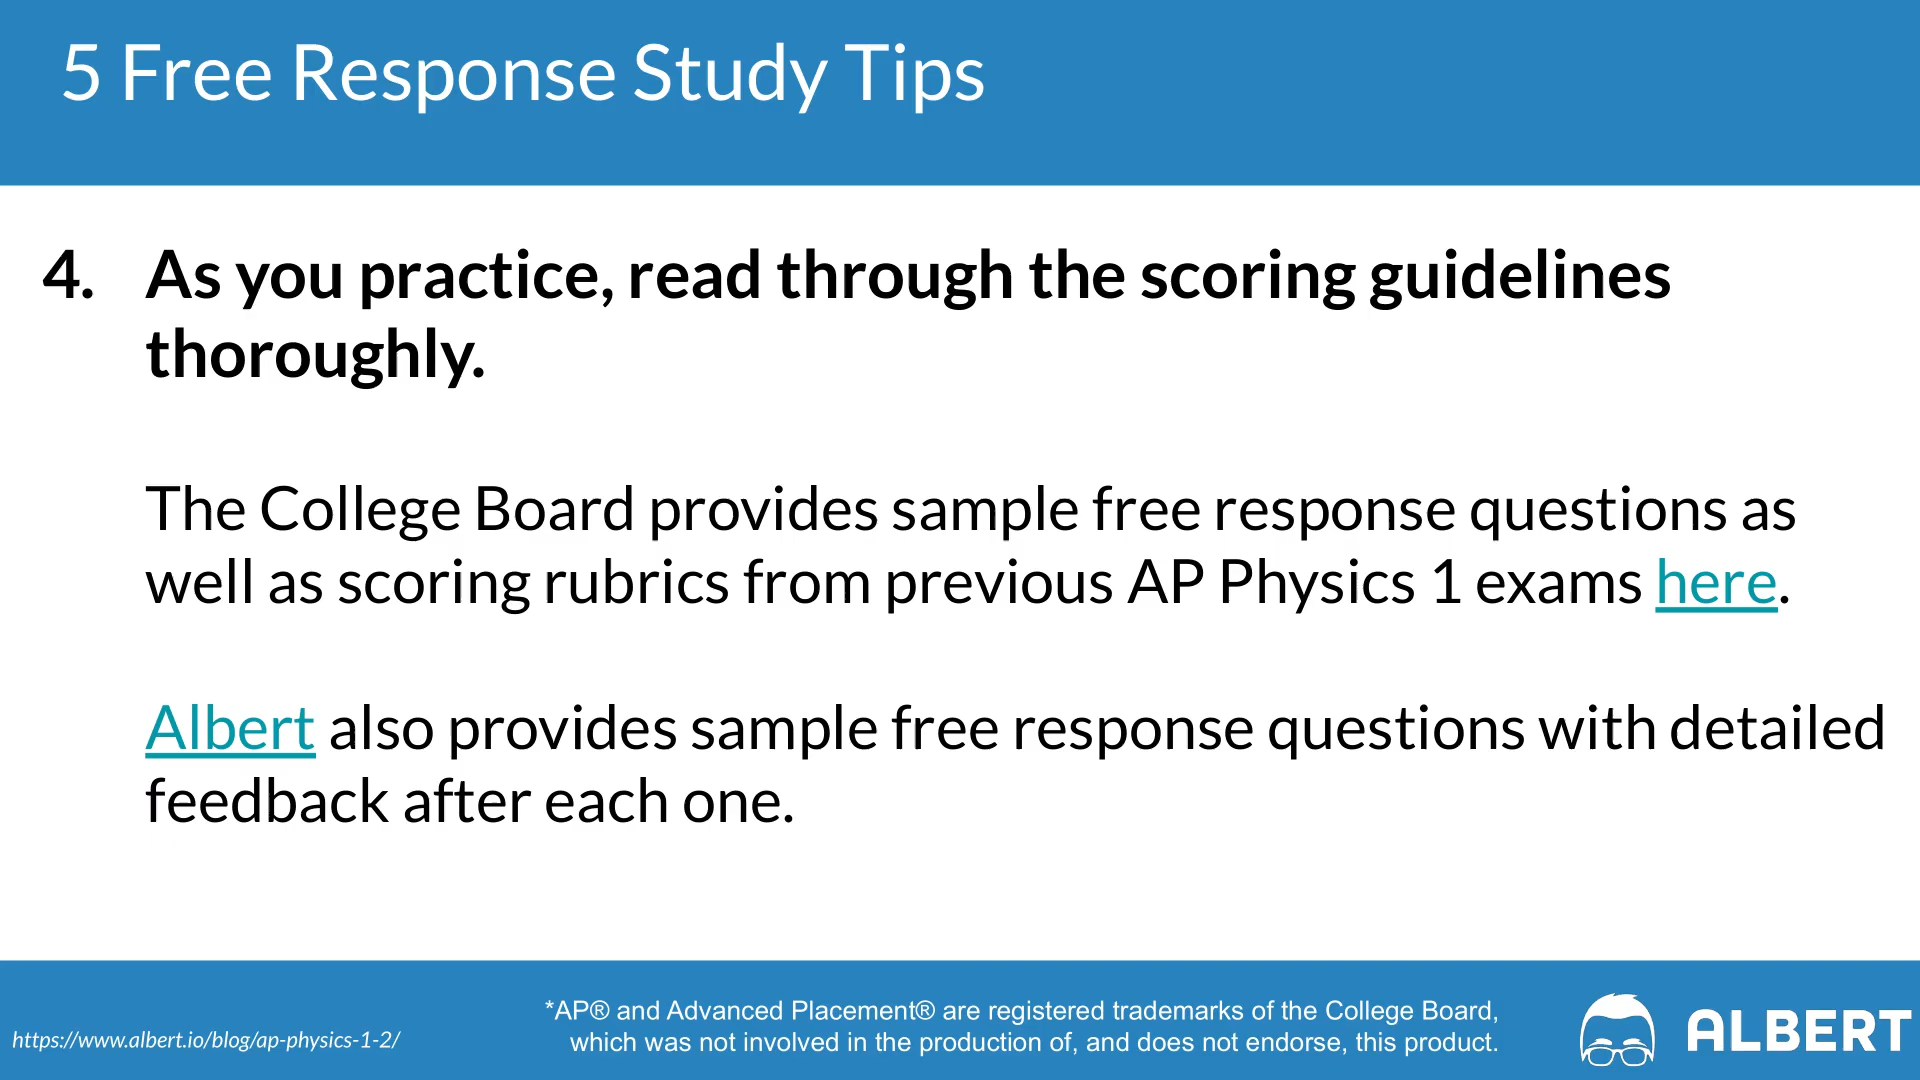 5 Free Response Study Tips
4. As you practice, read through the scoring guidelines
thoroughly.
The College Board provides sample free response questions as
well as scoring rubrics from previous AP Physics 1 exams here.
Albert also provides sample free response questions with detailed
feedback after each one.
https://www.albert.io/blog/ap-physics-1-2/
*AP® and Advanced Placement® are registered trademarks of the College Board,
which was not involved in the production of, and does not endorse, this product.
ALBERT